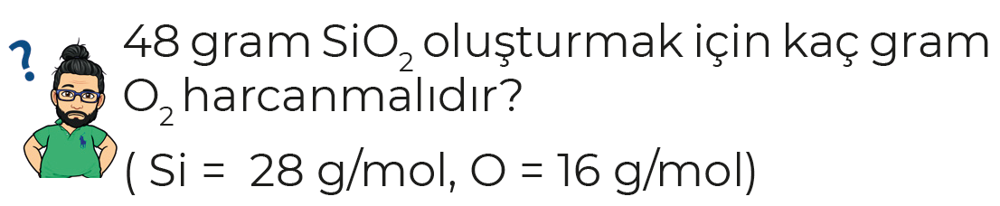 ?
48 gram SiO₂ oluşturmak için kaç gram
O₂ harcanmalıdır?
( Si = 28 g/mol, O = 16 g/mol)